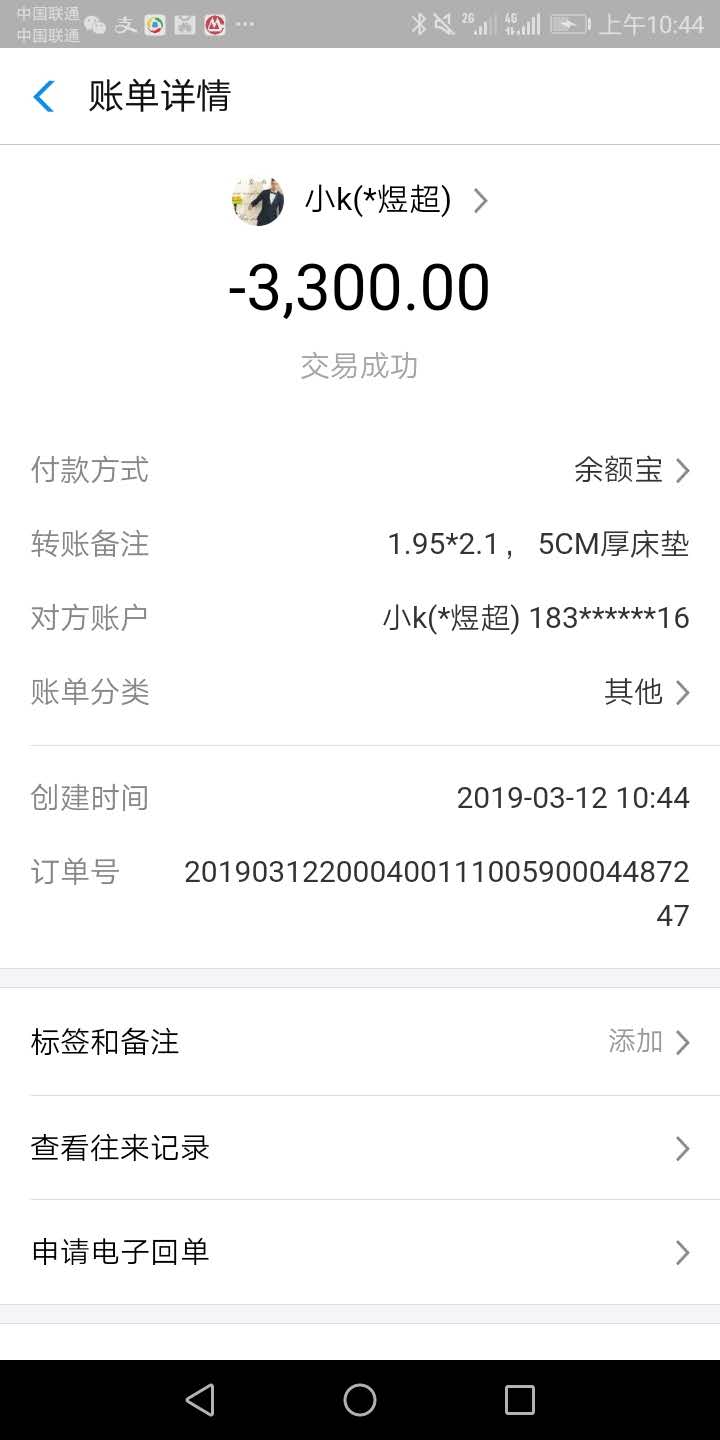 中国联通
中国联通
2G
4G
上午10:44
账单详情
小k(*煜超)
-3,300.00
交易成功
付款方式 余额宝
转账备注 1.95*2.1， 5CM厚床垫
对方账户 小k(*煜超) 183******16
账单分类 其他
创建时间 2019-03-12 10:44
订单号 201903122000400111005900044872
47
标签和备注 添加
查看往来记录
申请电子回单